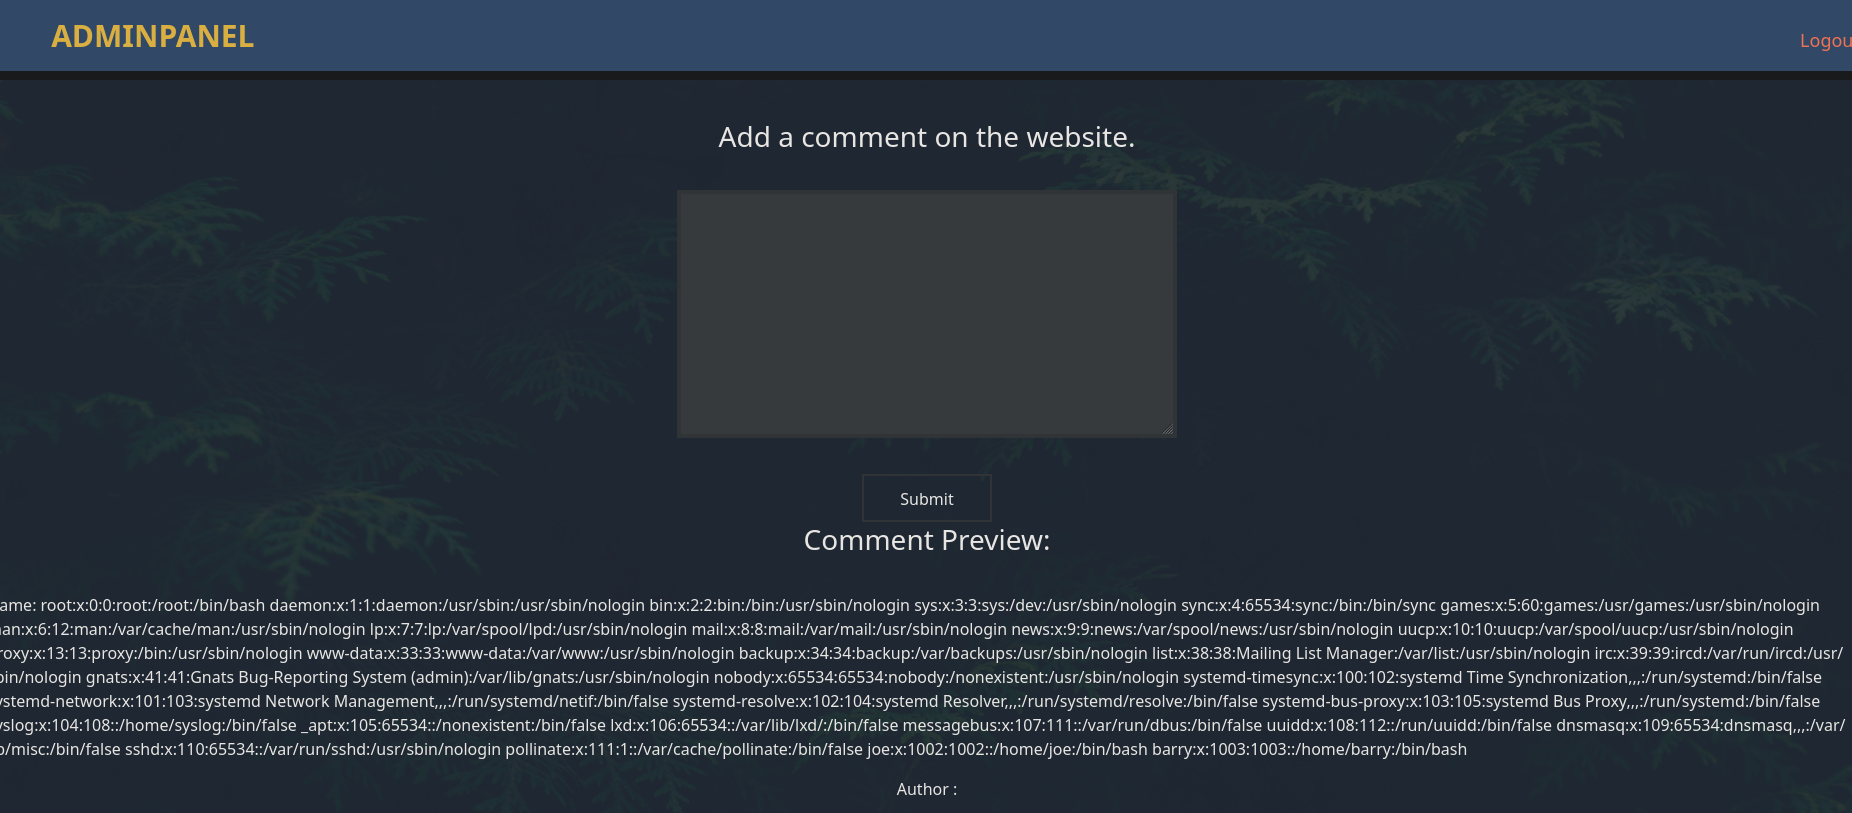 ADMINPANEL
Logou
Add a comment on the website.
Submit
Comment Preview:
ame: root:x:0:0:root:/root:/bin/bash daemon:x:1:1:daemon:/usr/sbin:/usr/sbin/nologin bin:x:2:2:bin:/bin:/usr/sbin/nologin sys:x:3:3:sys:/dev:/usr/sbin/nologin sync:x:4:65534:sync:/bin:/bin/sync games:x:5:60:games:/usr/games:/usr/sbin/nologin
an:x:6:12:man:/var/cache/man:/usr/sbin/nologin lp:x:7:7:lp:/var/spool/lpd:/usr/sbin/nologin mail:x:8:8:mail:/var/mail:/usr/sbin/nologin news:x:9:9:news:/var/spool/news:/usr/sbin/nologin uucp:x:10:10:uucp:/var/spool/uucp:/usr/sbin/nologin
roxy:x:13:13:proxy:/bin:/usr/sbin/nologin www-data:x:33:33:www-data:/var/www:/usr/sbin/nologin backup:x:34:34:backup:/var/backups:/usr/sbin/nologin list:x:38:38:Mailing List Manager:/var/list:/usr/sbin/nologin irc:x:39:39:ircd:/var/run/ircd:/usr/
bin/nologin gnats:x:41:41:Gnats Bug-Reporting System (admin):/var/lib/gnats:/usr/sbin/nologin nobody:x:65534:65534:nobody:/nonexistent:/usr/sbin/nologin systemd-timesync:x:100:102:systemd Time Synchronization,,,:/run/systemd:/bin/false
ystemd-network:x:101:103:systemd Network Management,,,:/run/systemd/netif:/bin/false systemd-resolve:x:102:104:systemd Resolver,,,:/run/systemd/resolve:/bin/false systemd-bus-proxy:x:103:105:systemd Bus Proxy,,,:/run/systemd:/bin/false
yslog:x:104:108::/home/syslog:/bin/false _apt:x:105:65534::/nonexistent:/bin/false lxd:x:106:65534::/var/lib/lxd/:/bin/false messagebus:x:107:111::/var/run/dbus:/bin/false uuidd:x:108:112::/run/uuidd:/bin/false dnsmasq:x:109:65534:dnsmasq,,,:/var/
b/misc:/bin/false sshd:x:110:65534::/var/run/sshd:/usr/sbin/nologin pollinate:x:111:1::/var/cache/pollinate:/bin/false joe:x:1002:1002::/home/joe:/bin/bash barry:x:1003:1003::/home/barry:/bin/bash
Author :